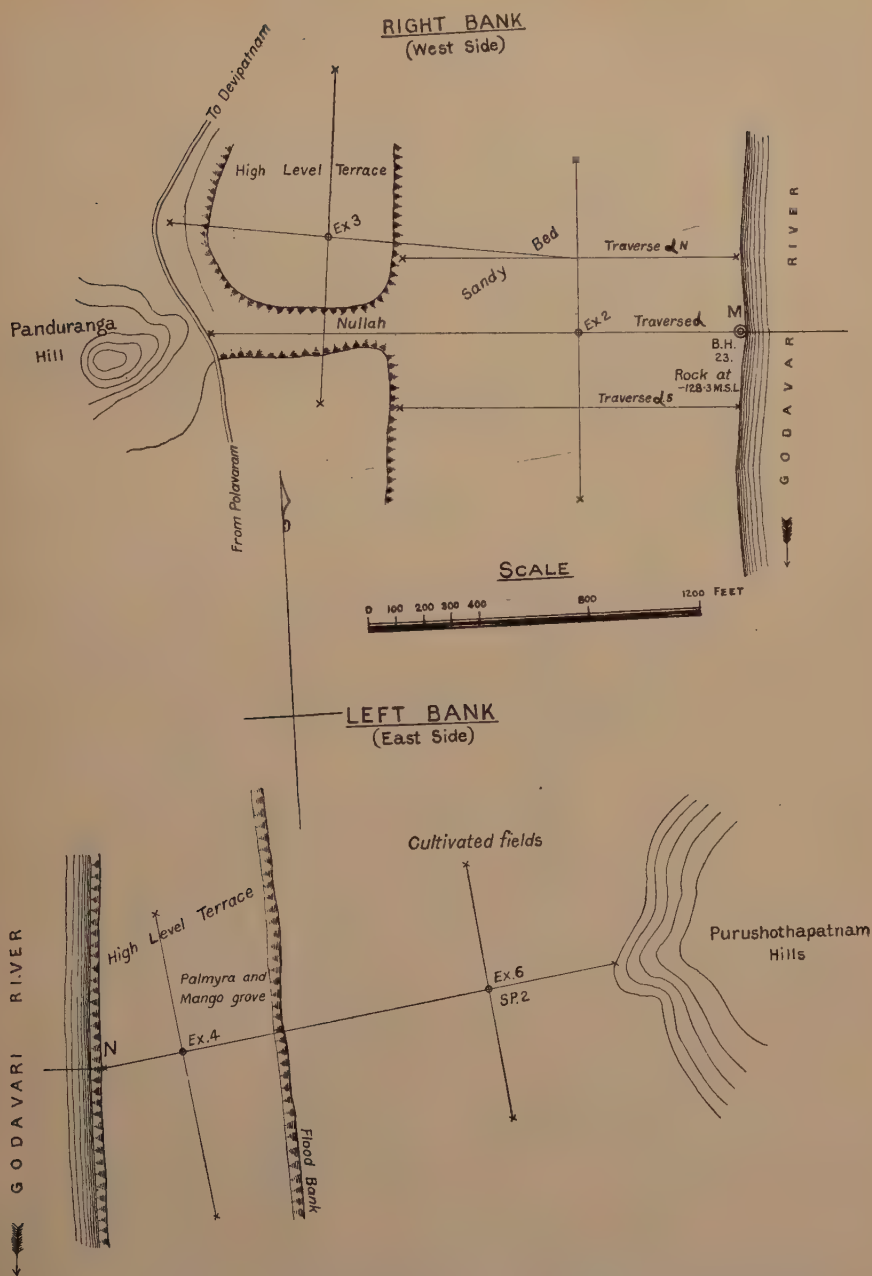 RIGHT BANK
(West Side)
To Devipatnam
High Level Terrace
Ex 3
Sandy Bed
Traverse α N
RIVER
Panduranga
Hill
Nullah
Ex 2
Traverse α
M
B.H.
23.
Rock at
-128·3 M.S.L
Traverse α S
GODAVARI
From Polavaram
SCALE
0 100 200 300 400 800 1200 FEET
LEFT BANK
(East Side)
Cultivated fields
High Level Terrace
Palmyra and
Mango grove
Purushothapatnam
Hills
Ex.6
SP.2
N
Ex.4
GODAVARI RIVER
Flood Bank